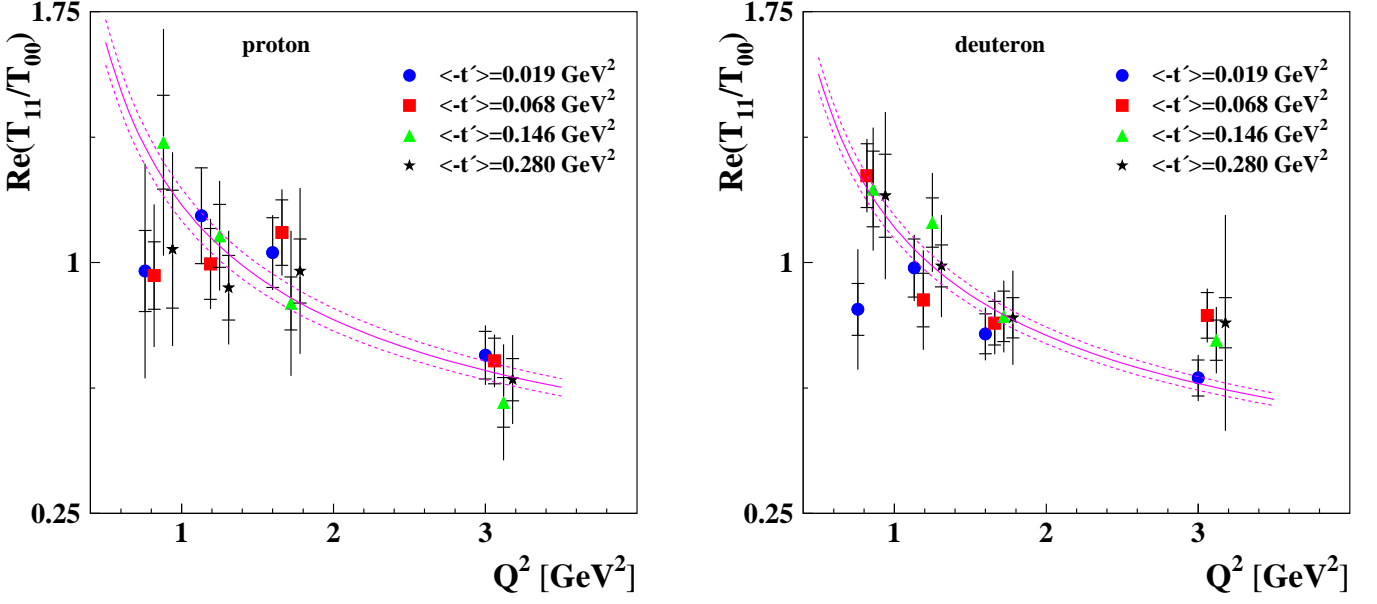 1.75
1
0.25
Re(T₁₁/T₀₀)
proton
<-t´>=0.019 GeV²
<-t´>=0.068 GeV²
<-t´>=0.146 GeV²
<-t´>=0.280 GeV²
1 2 3
Q² [GeV²]
1.75
1
0.25
Re(T₁₁/T₀₀)
deuteron
<-t´>=0.019 GeV²
<-t´>=0.068 GeV²
<-t´>=0.146 GeV²
<-t´>=0.280 GeV²
1 2 3
Q² [GeV²]